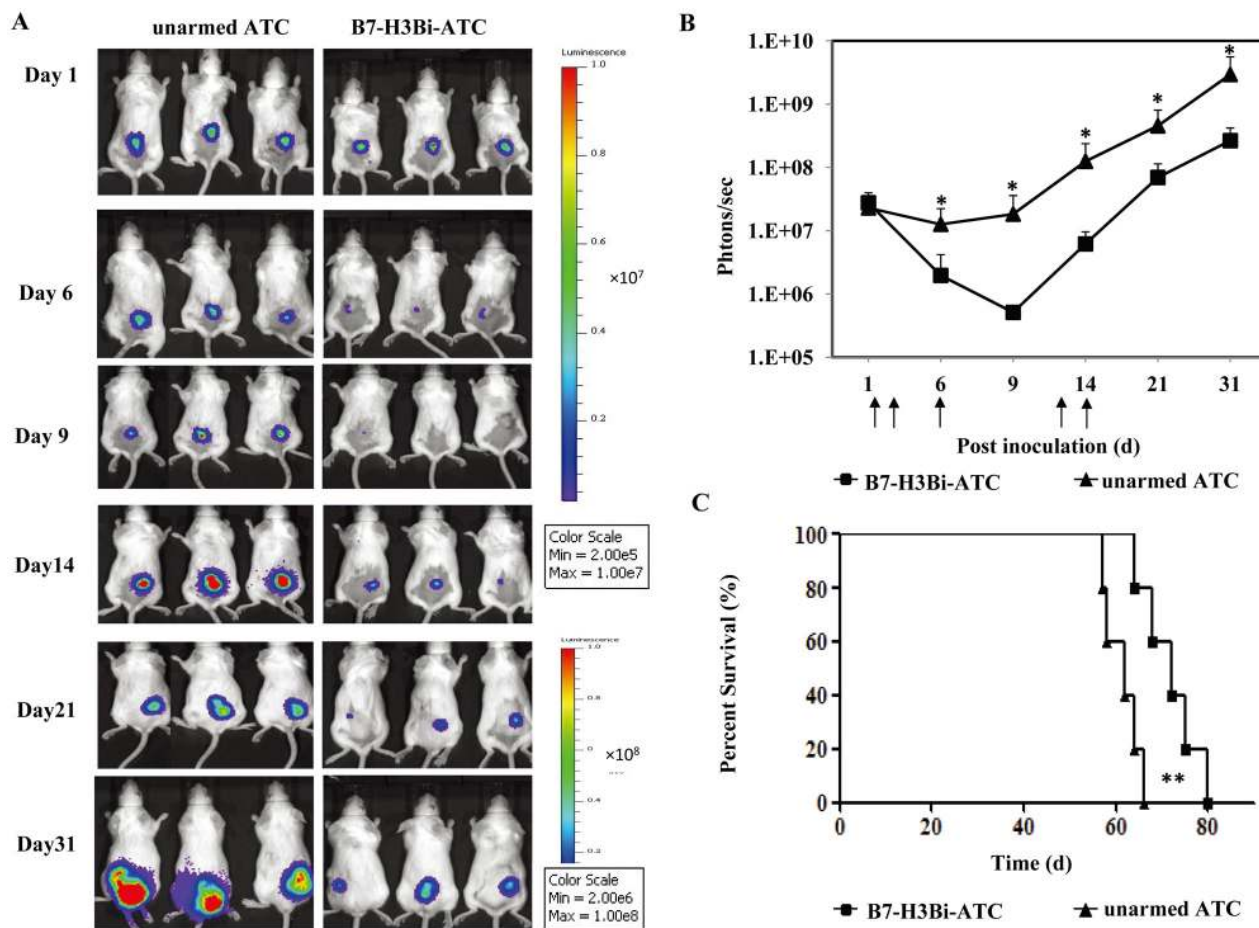 A
unarmed ATC
B7-H3Bi-ATC
Day 1
Day 6
Day 9
Day14
Day21
Day31
Luminescence
1.0
0.8
0.6
×10⁷
0.4
0.2
Color Scale
Min = 2.00e5
Max = 1.00e7
1.0
0.8
0
×10⁸
0.4
0.2
Color Scale
Min = 2.00e6
Max = 1.00e8
B
1.E+10
1.E+09
1.E+08
1.E+07
1.E+06
1.E+05
Phtons/sec
* * * * *
1 6 9 14 21 31
Post inoculation (d)
B7-H3Bi-ATC unarmed ATC
C
100
80
60
40
20
0
Percent Survival (%)
**
0 20 40 60 80
Time (d)
B7-H3Bi-ATC unarmed ATC